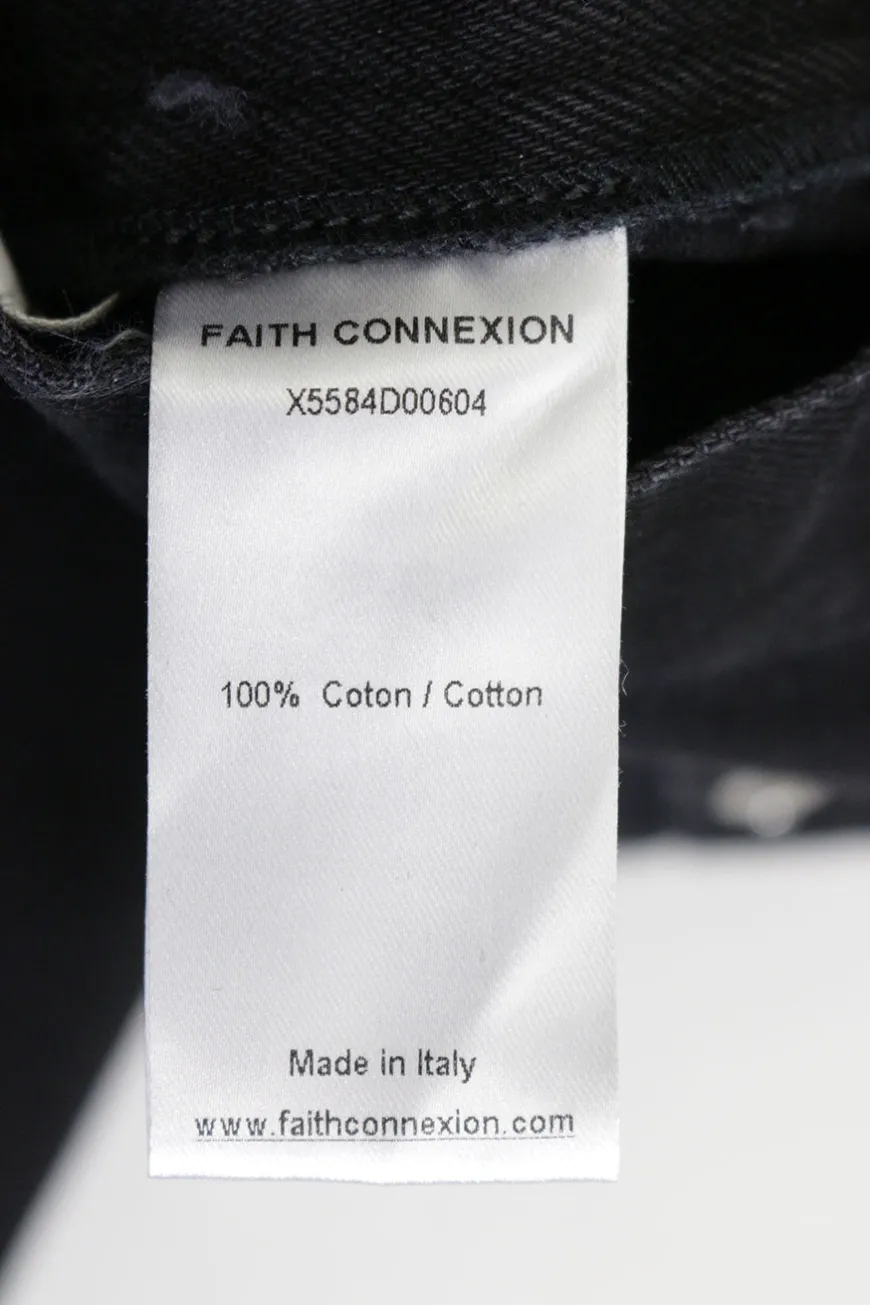 FAITH CONNEXION
X5584D00604
100% Coton / Cotton
Made in Italy
www.faithconnexion.com